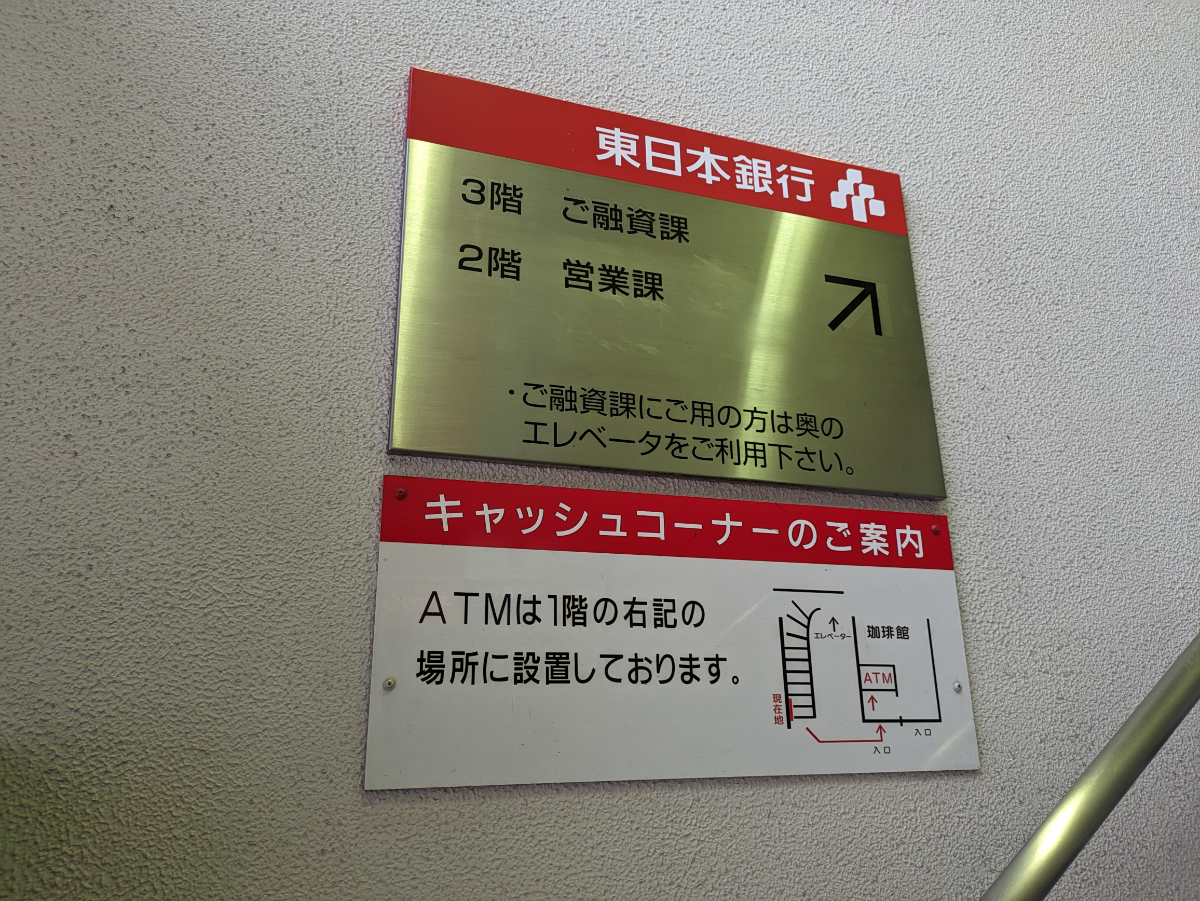 東日本銀行
3階 ご融資課
2階 営業課
・ご融資課にご用の方は奥の
エレベータをご利用下さい。
キャッシュコーナーのご案内
ATMは1階の右記の
場所に設置しております。
エレベーター
珈琲館
ATM
現在地
入口
入口